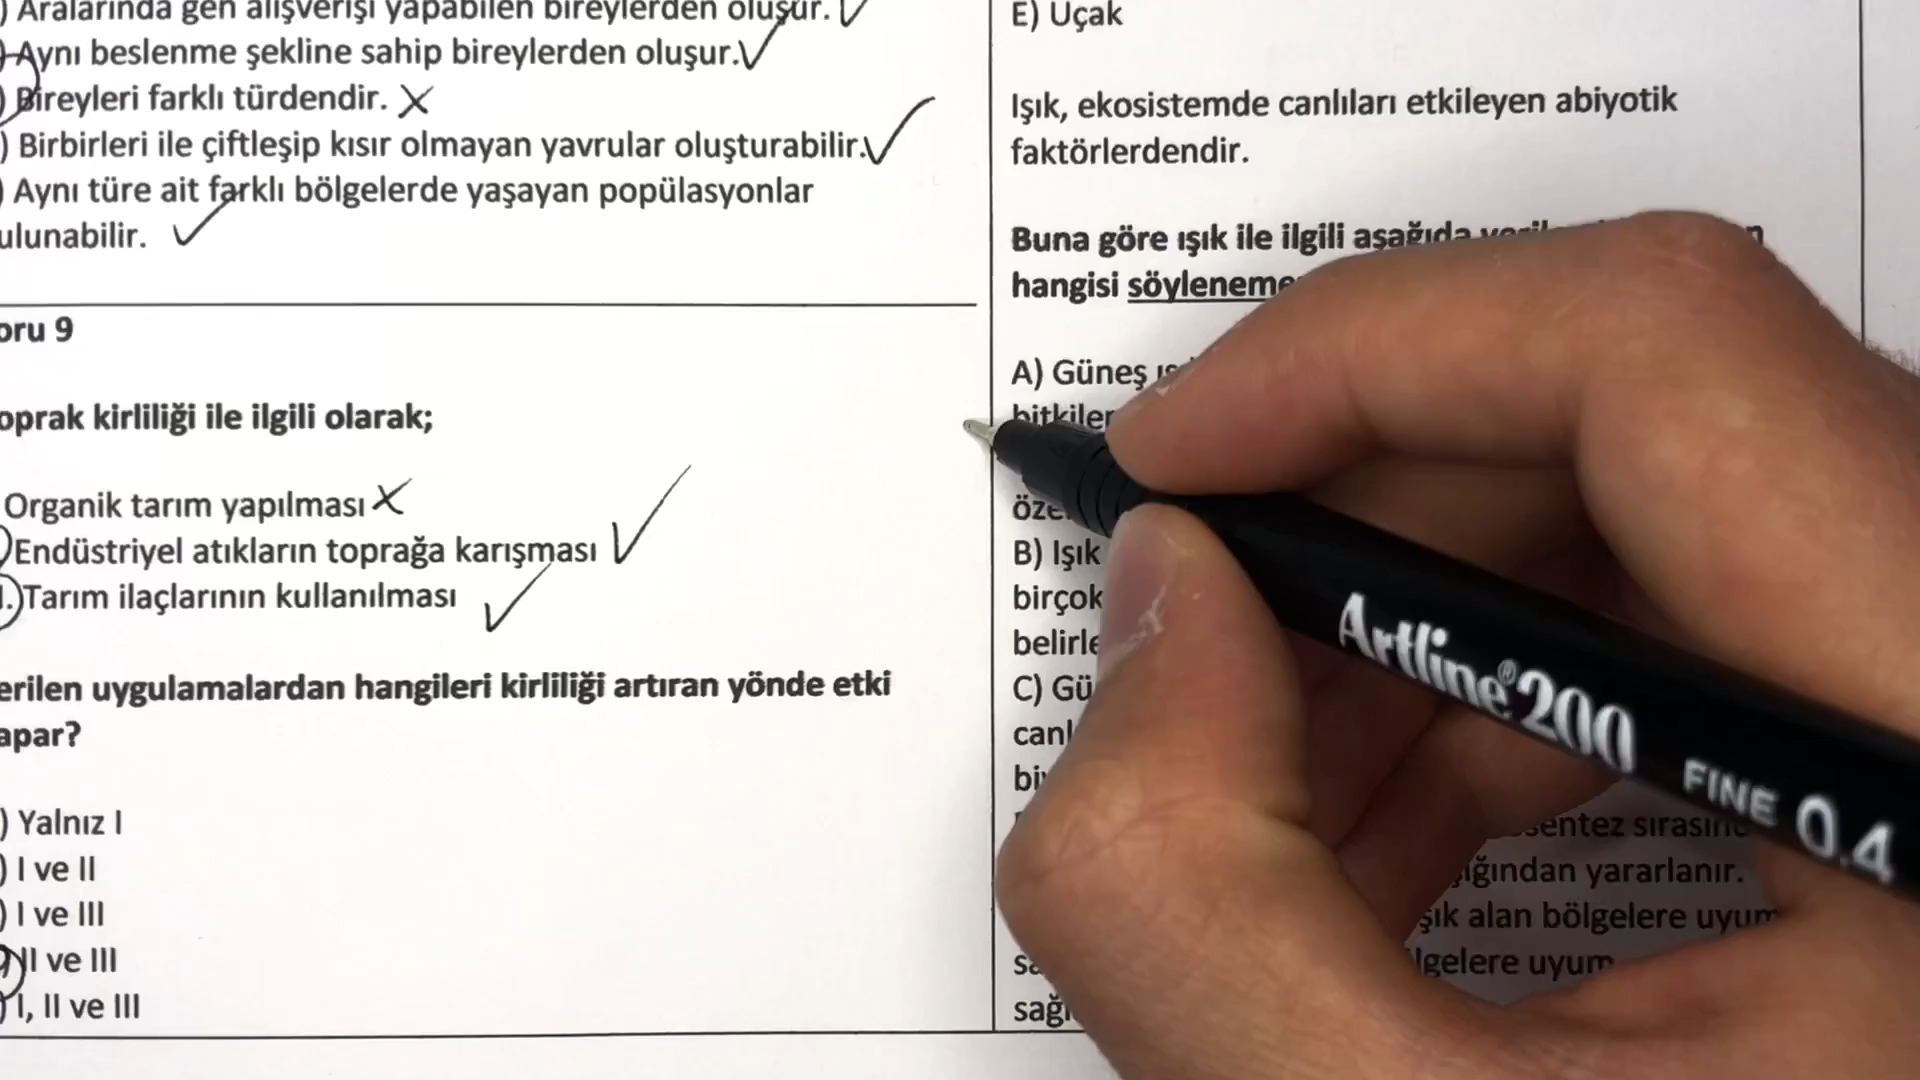 ) Aralarında gen alışverişi yapabilen bireylerden oluşur.
Aynı beslenme şekline sahip bireylerden oluşur.
) Bireyleri farklı türdendir.
) Birbirleri ile çiftleşip kısır olmayan yavrular oluşturabilir.
) Aynı türe ait farklı bölgelerde yaşayan popülasyonlar
ulunabilir.
oru 9
oprak kirliliği ile ilgili olarak;
Organik tarım yapılması
Endüstriyel atıkların toprağa karışması
.)Tarım ilaçlarının kullanılması
erilen uygulamalardan hangileri kirliliği artıran yönde etki
apar?
) Yalnız I
) I ve II
) I ve III
) II ve III
) I, II ve III
E) Uçak
Işık, ekosistemde canlıları etkileyen abiyotik
faktörlerdendir.
Buna göre ışık ile ilgili aşağıda
hangisi söyleneme
A) Güneş
bitkiler
öze
B) Işık
birçok
belirle
C) Gü
canl
sentez sırasın
ığından yararlanır.
şık alan bölgelere uyum
lgelere uyum
sağ
Artline® 200
FINE 0.4